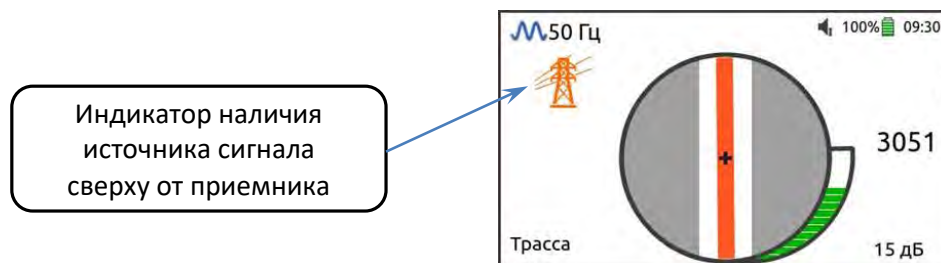 50 Гц
100% 09:30
Индикатор наличия
источника сигнала
сверху от приемника
3051
Трасса
15 дБ